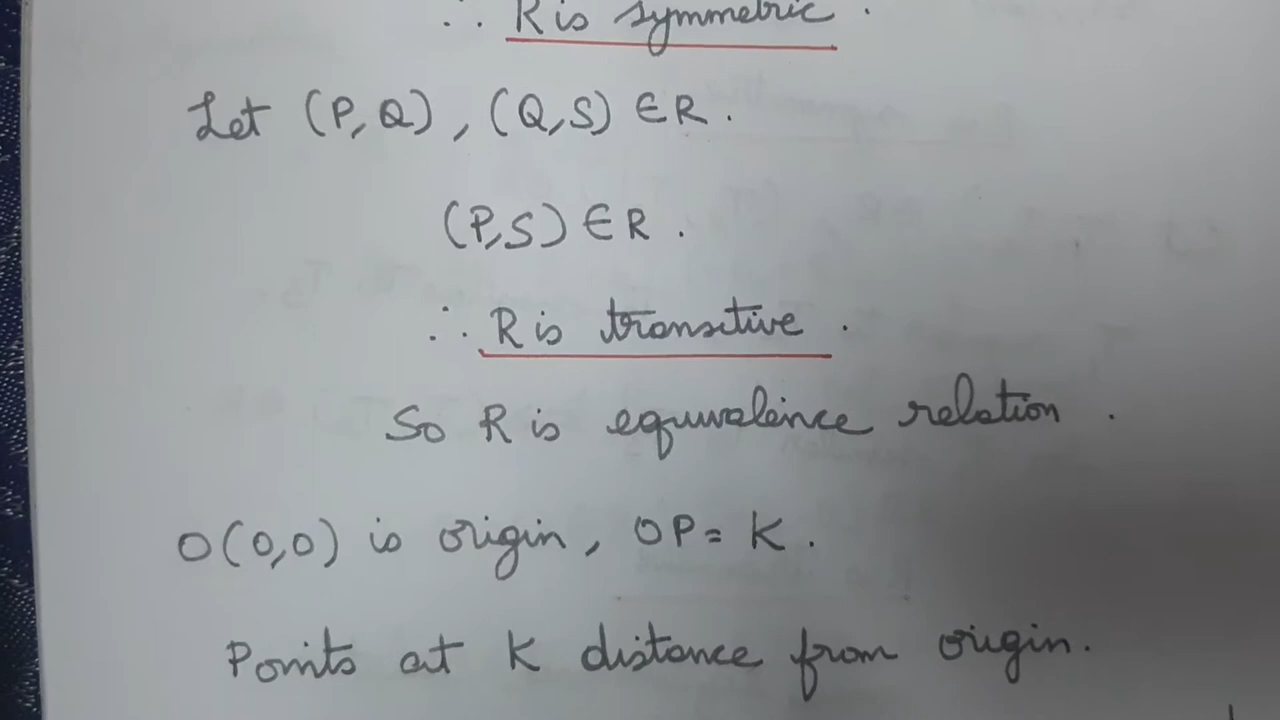 ∴ R is symmetric .
Let (P, Q) , (Q, S) ∈ R .
(P, S) ∈ R .
∴ R is transitive .
So R is equivalence relation .
O(0,0) is origin , OP = K .
Points at K distance from origin .